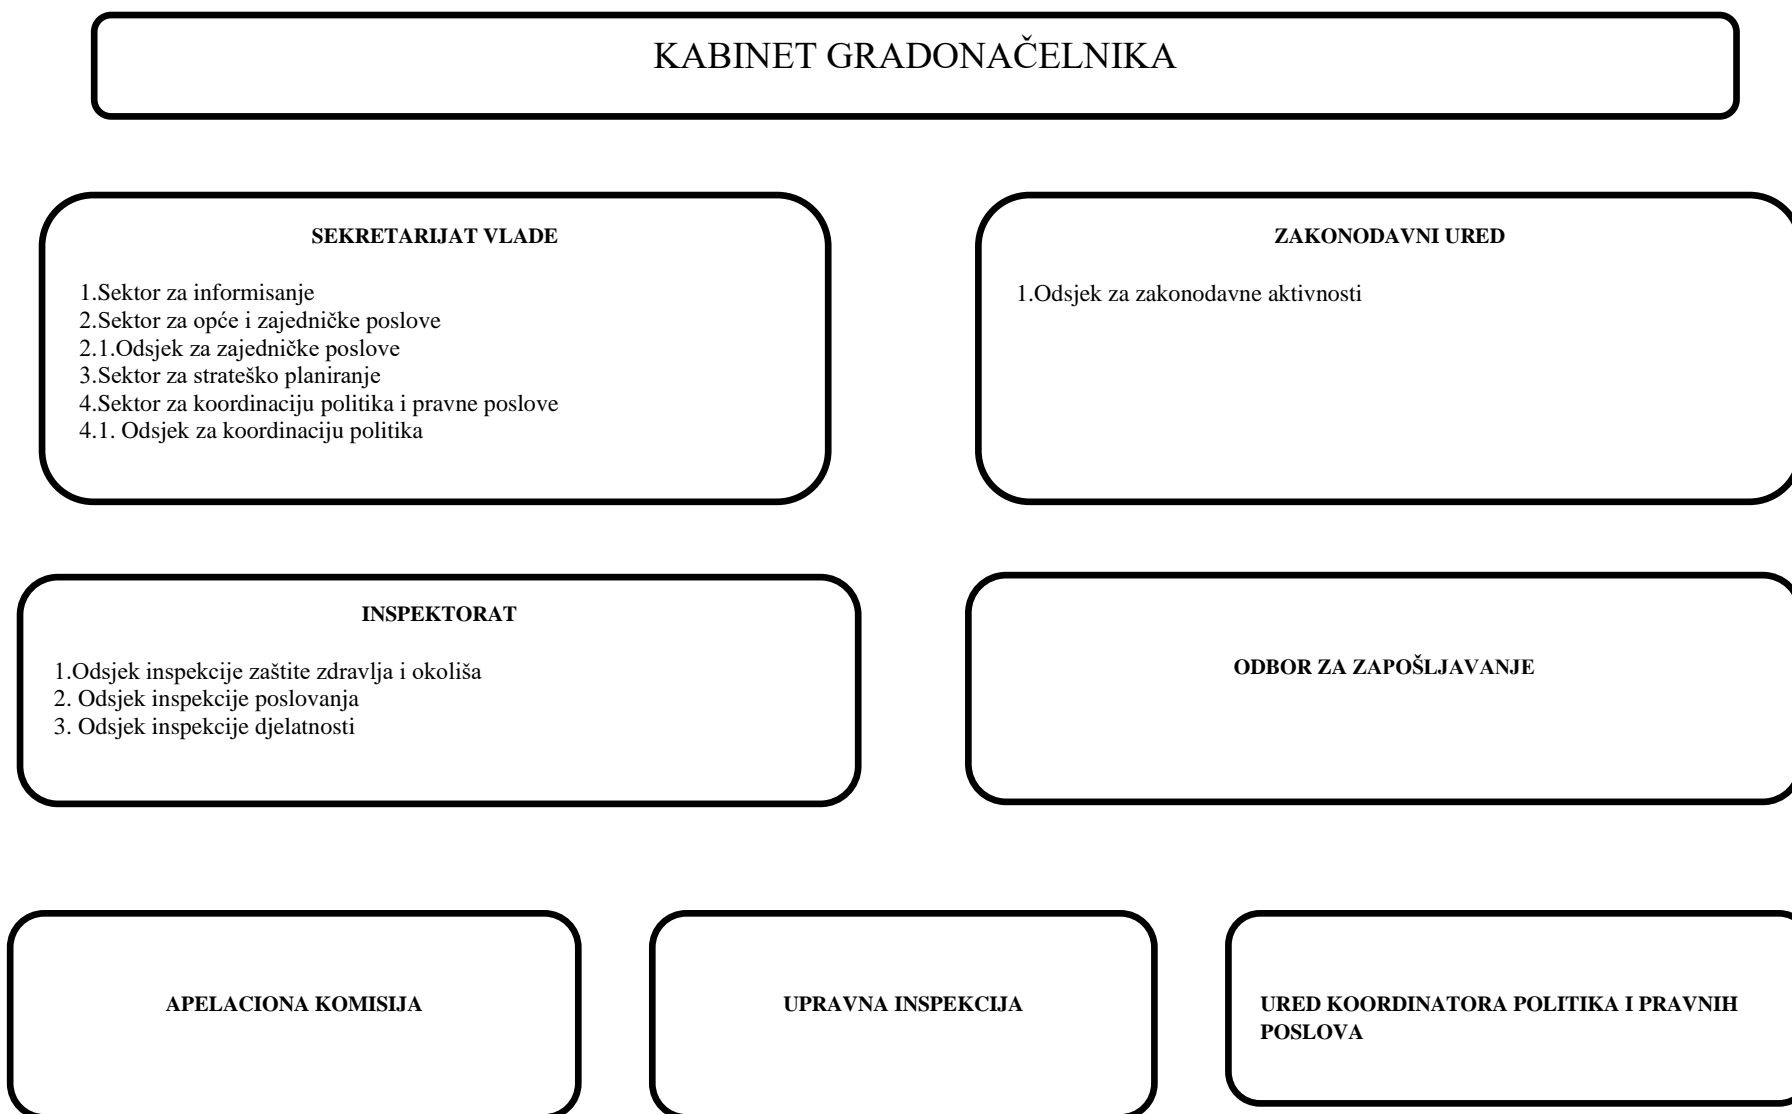 KABINET GRADONAČELNIKA
SEKRETARIJAT VLADE
1.Sektor za informisanje
2.Sektor za opće i zajedničke poslove
2.1.Odsjek za zajedničke poslove
3.Sektor za strateško planiranje
4.Sektor za koordinaciju politika i pravne poslove
4.1. Odsjek za koordinaciju politika
ZAKONODAVNI URED
1.Odsjek za zakonodavne aktivnosti
INSPEKTORAT
1.Odsjek inspekcije zaštite zdravlja i okoliša
2. Odsjek inspekcije poslovanja
3. Odsjek inspekcije djelatnosti
ODBOR ZA ZAPOŠLJAVANJE
APELACIONA KOMISIJA
UPRAVNA INSPEKCIJA
URED KOORDINATORA POLITIKA I PRAVNIH
POSLOVA